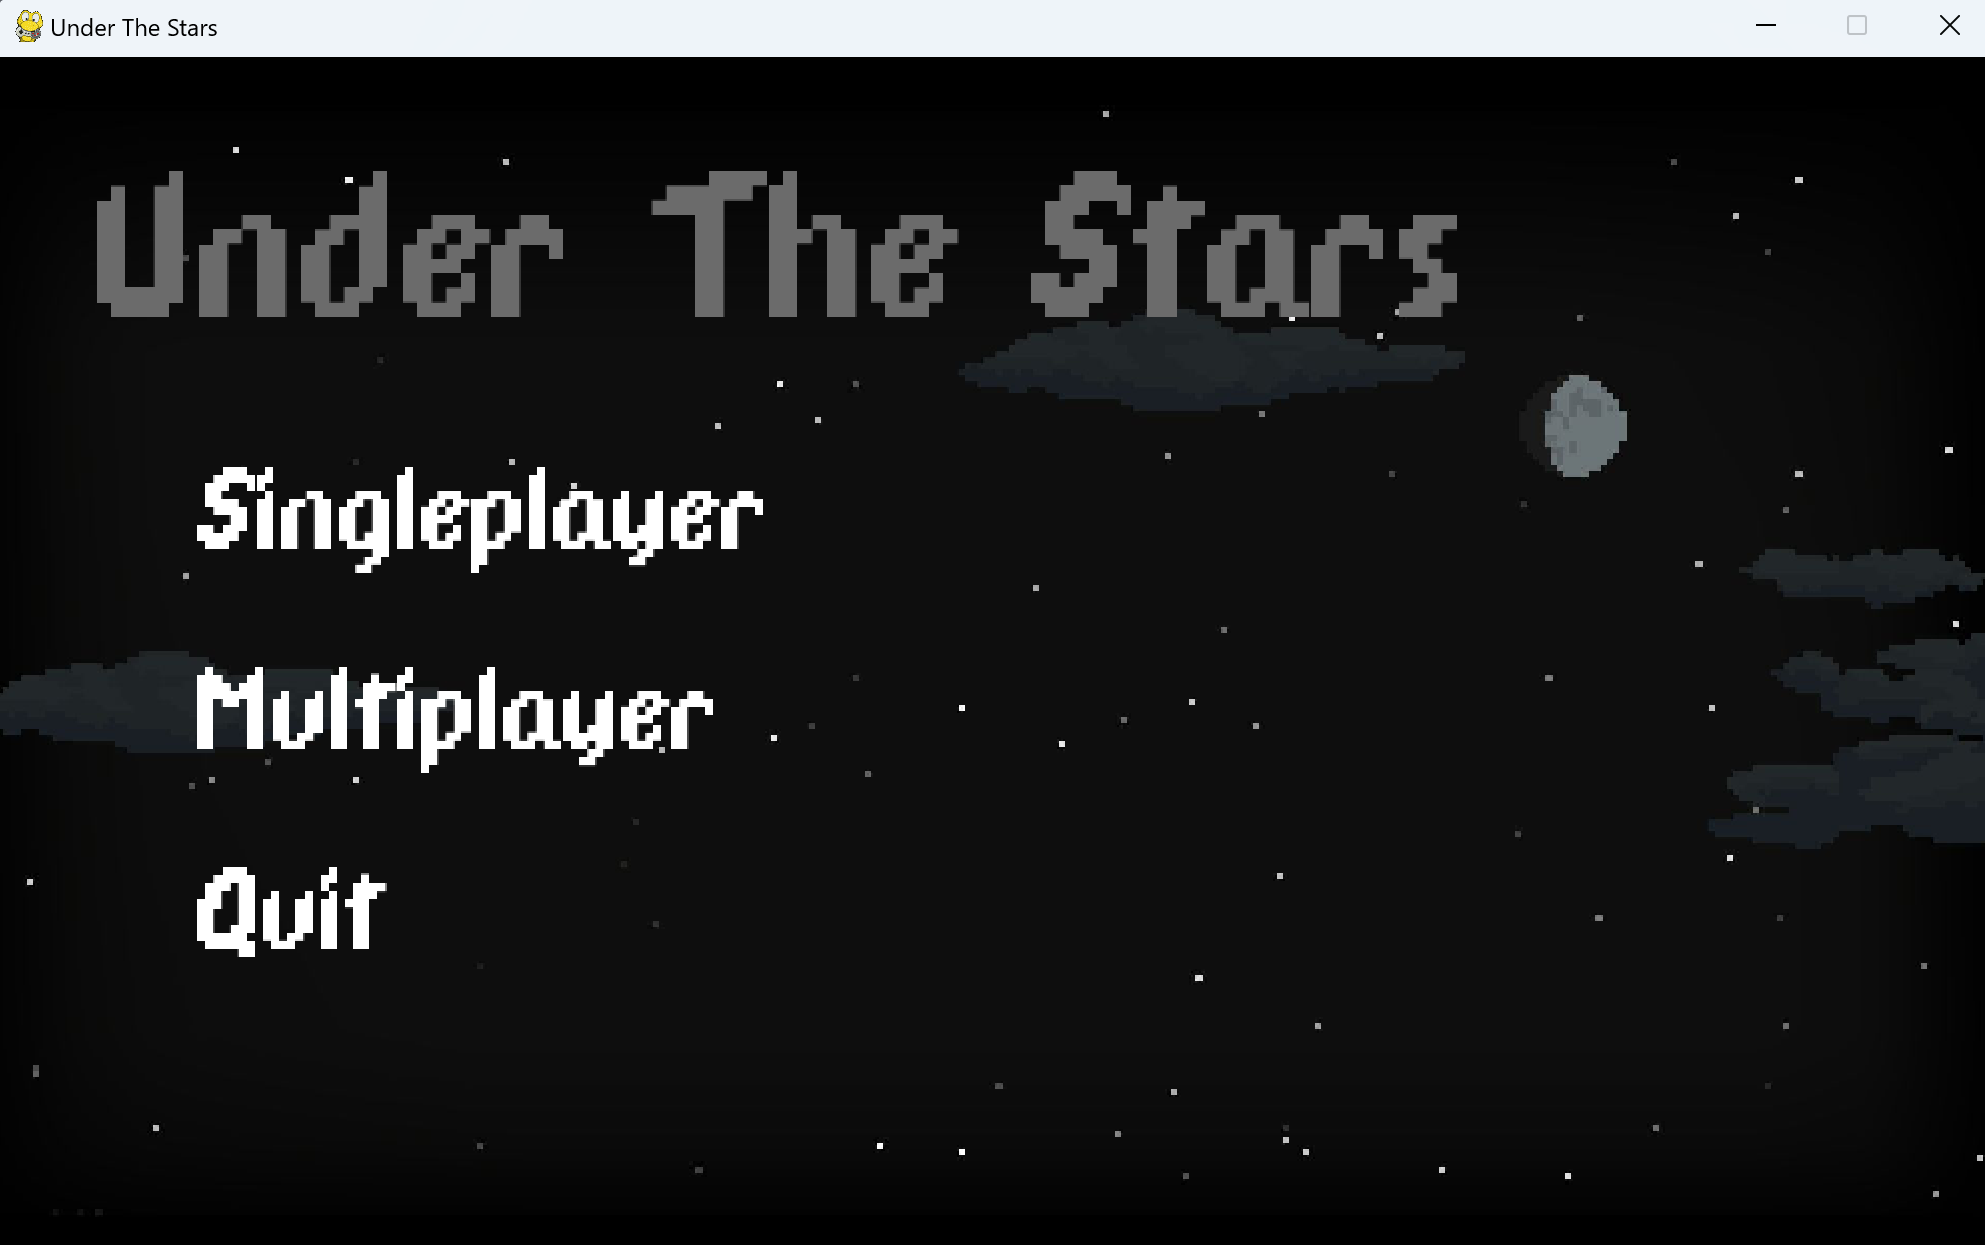 Under The Stars
Under The Stars
Singleplayer
Multiplayer
Quit